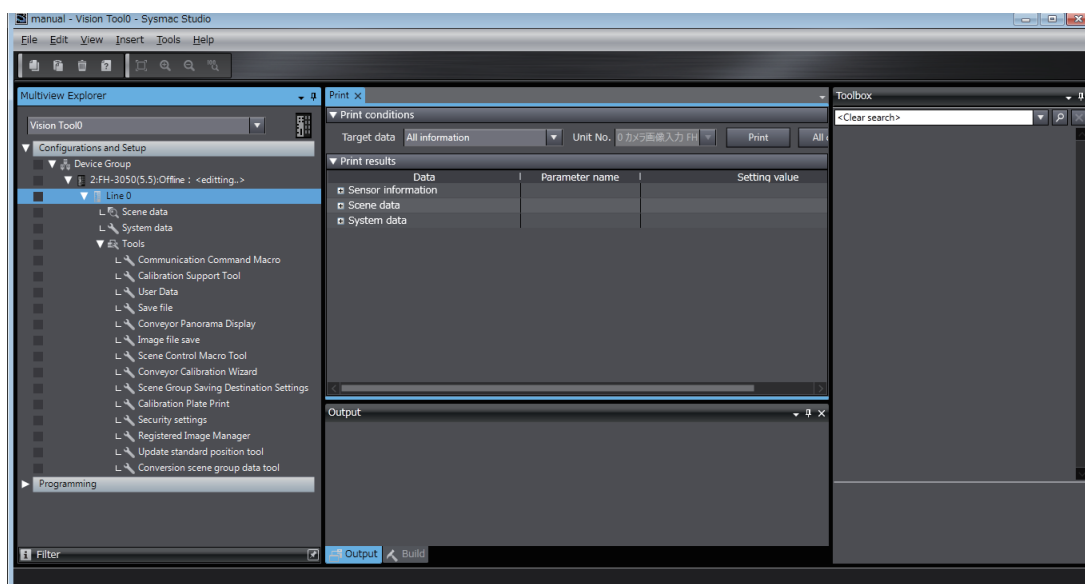 manual - Vision Tool0 - Sysmac Studio
File Edit View Insert Tools Help
Multiview Explorer
Vision Tool0
Configurations and Setup
Device Group
2:FH-3050(5.5):Offine : <editting..>
Line 0
Scene data
System data
Tools
Communication Command Macro
Calibration Support Tool
User Data
Save file
Conveyor Panorama Display
Image file save
Scene Control Macro Tool
Conveyor Calibration Wizard
Scene Group Saving Destination Settings
Calibration Plate Print
Security settings
Registered Image Manager
Update standard position tool
Conversion scene group data tool
Programming
Filter
Print
Print conditions
Target data All information Unit No. 0 カメラ画像入力 FH Print All
Print results
Data Parameter name Setting value
Sensor information
Scene data
System data
Output
Output Build
Toolbox
<Clear search>